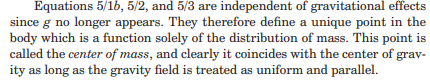 Equations 5/1b, 5/2, and 5/3 are independent of gravitational effects
since g no longer appears. They therefore define a unique point in the
body which is a function solely of the distribution of mass. This point is
called the center of mass, and clearly it coincides with the center of grav-
ity as long as the gravity field is treated as uniform and parallel.